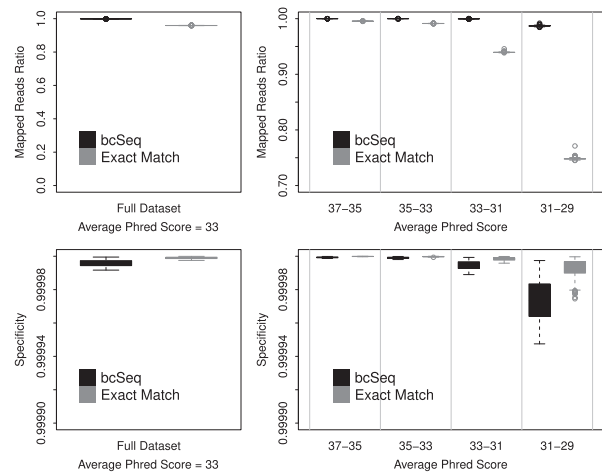 Mapped Reads Ratio
1.0
0.8
0.6
0.4
0.2
0.0
bcSeq
Exact Match
Full Dataset
Average Phred Score = 33
Mapped Reads Ratio
1.00
0.90
0.80
0.70
bcSeq
Exact Match
37−35 35−33 33−31 31−29
Average Phred Score
Specificity
0.99998
0.99994
0.99990
bcSeq
Exact Match
Full Dataset
Average Phred Score = 33
Specificity
0.99998
0.99994
0.99990
bcSeq
Exact Match
37−35 35−33 33−31 31−29
Average Phred Score